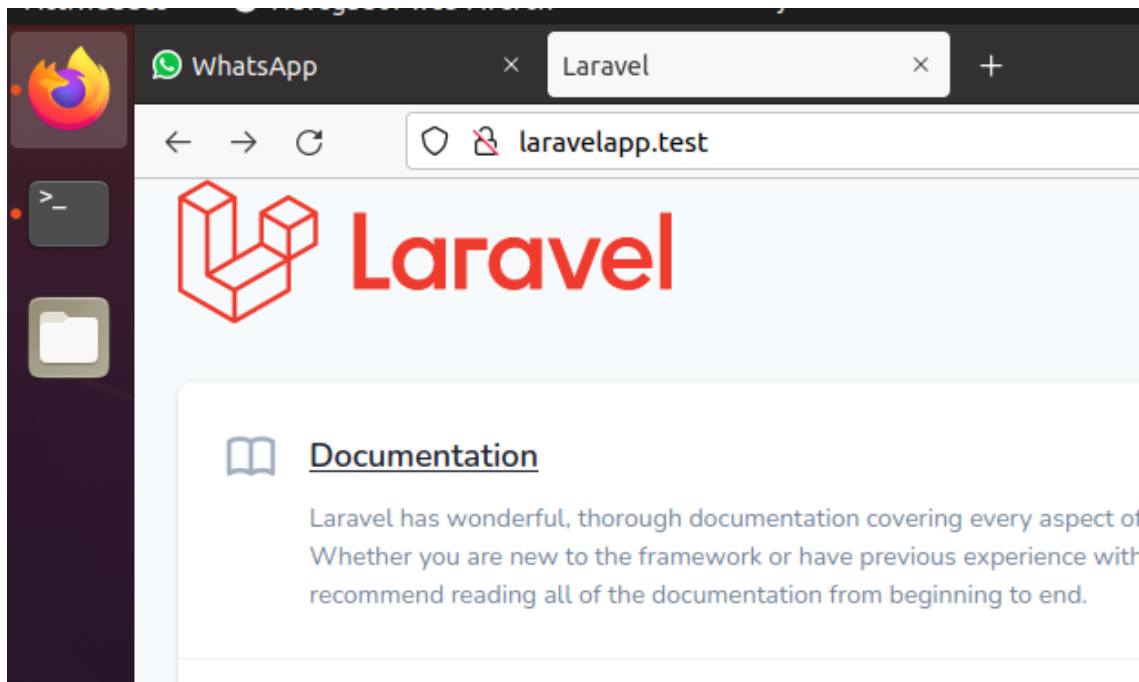 WhatsApp
Laravel
laravelapp.test
>_
Laravel
Documentation
Laravel has wonderful, thorough documentation covering every aspect of
Whether you are new to the framework or have previous experience with
recommend reading all of the documentation from beginning to end.